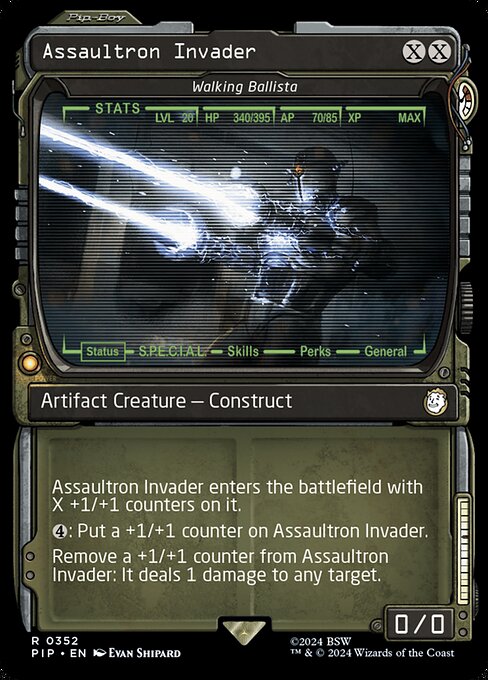 Pip-Boy
Assaultron Invader XX
Walking Ballista
STATS
LVL 20 HP 340/395 AP 70/85 XP MAX
Status S.P.E.C.I.A.L. Skills Perks General
Artifact Creature — Construct
Assaultron Invader enters the battlefield with
X +1/+1 counters on it.
4: Put a +1/+1 counter on Assaultron Invader.
Remove a +1/+1 counter from Assaultron
Invader: It deals 1 damage to any target.
0/0
R 0352
PIP • EN Evan Shipard
©2024 BSW
™ & © 2024 Wizards of the Coast